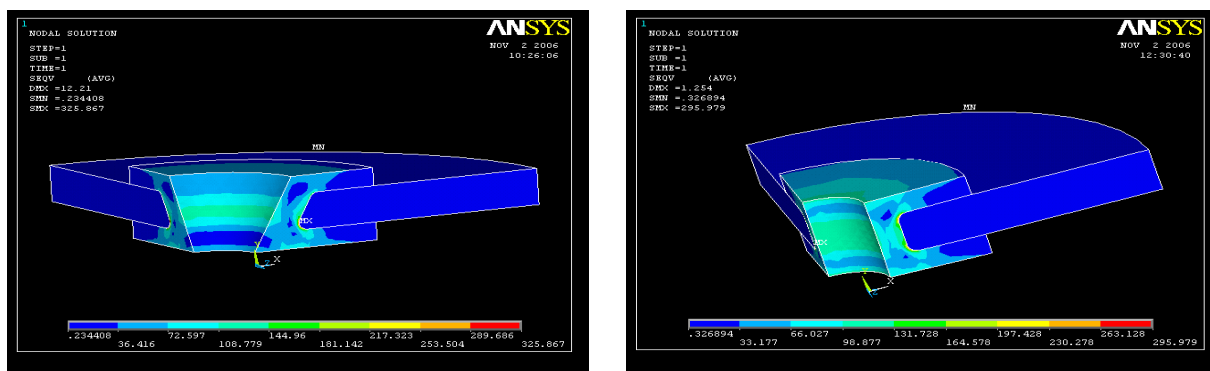 1
ANSYS
NODAL SOLUTION
NOV 2 2006
10:26:06
STEP=1
SUB =1
TIME=1
SEQV (AVG)
DMX =12.21
SMN =.234408
SMX =325.867
MN
MX
Y
Z X
.234408 72.597 144.96 217.323 289.686
36.416 108.779 181.142 253.504 325.867
1
ANSYS
NODAL SOLUTION
NOV 2 2006
12:30:40
STEP=1
SUB =1
TIME=1
SEQV (AVG)
DMX =1.254
SMN =.326894
SMX =295.979
MN
MX
Y
X
Z
.326894 66.027 131.728 197.428 263.128
33.177 98.877 164.578 230.278 295.979